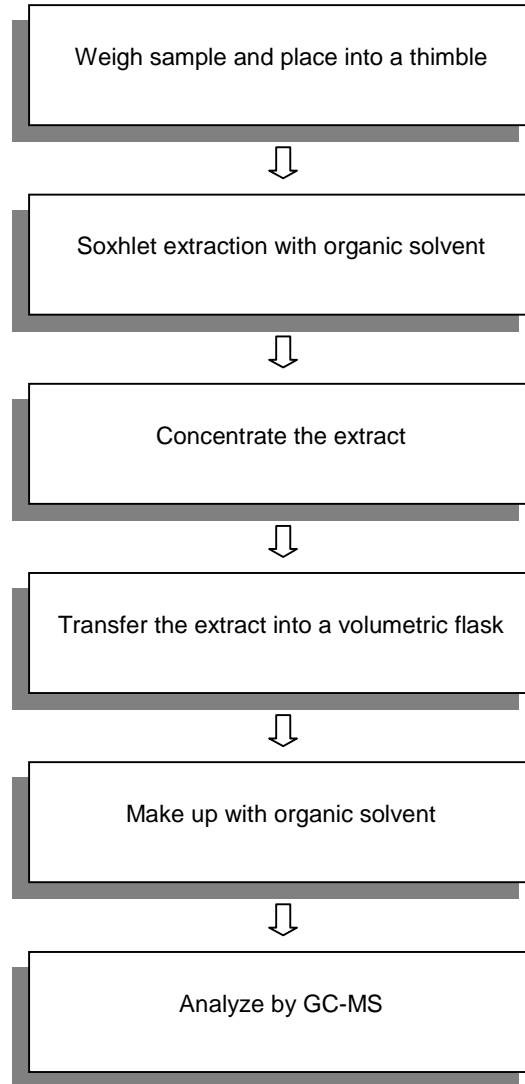 Weigh sample and place into a thimble
Soxhlet extraction with organic solvent
Concentrate the extract
Transfer the extract into a volumetric flask
Make up with organic solvent
Analyze by GC-MS